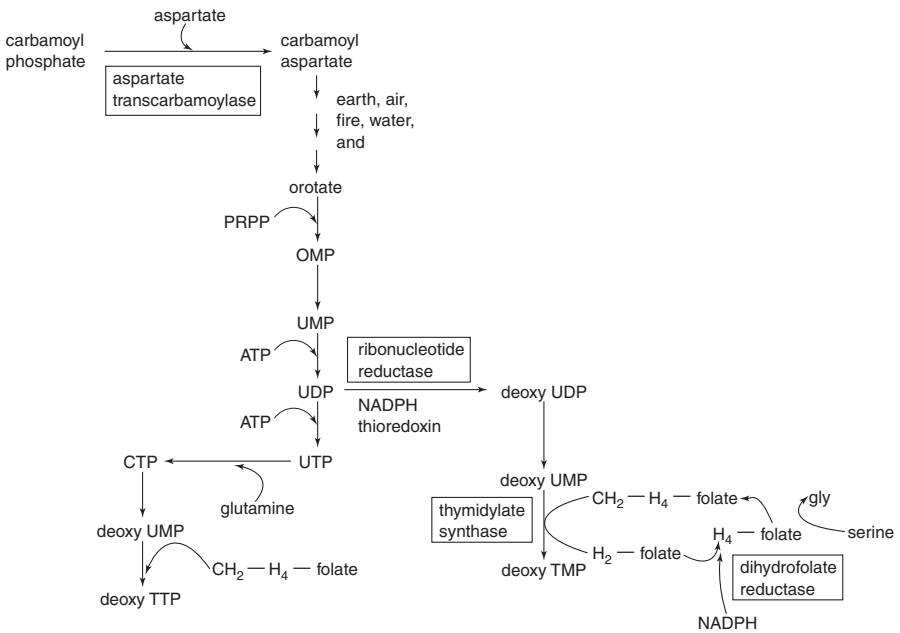 aspartate
carbamoyl
phosphate
carbamoyl
aspartate
aspartate
transcarbamoylase
earth, air,
fire, water,
and
orotate
PRPP
OMP
UMP
ATP
ribonucleotide
reductase
UDP
NADPH
thioredoxin
deoxy UDP
ATP
CTP
UTP
glutamine
deoxy UMP
CH2 — H4 — folate
gly
thymidylate
synthase
deoxy UMP
H4 — folate
serine
H2 — folate
deoxy TMP
CH2 — H4 — folate
dihydrofolate
reductase
deoxy TTP
NADPH